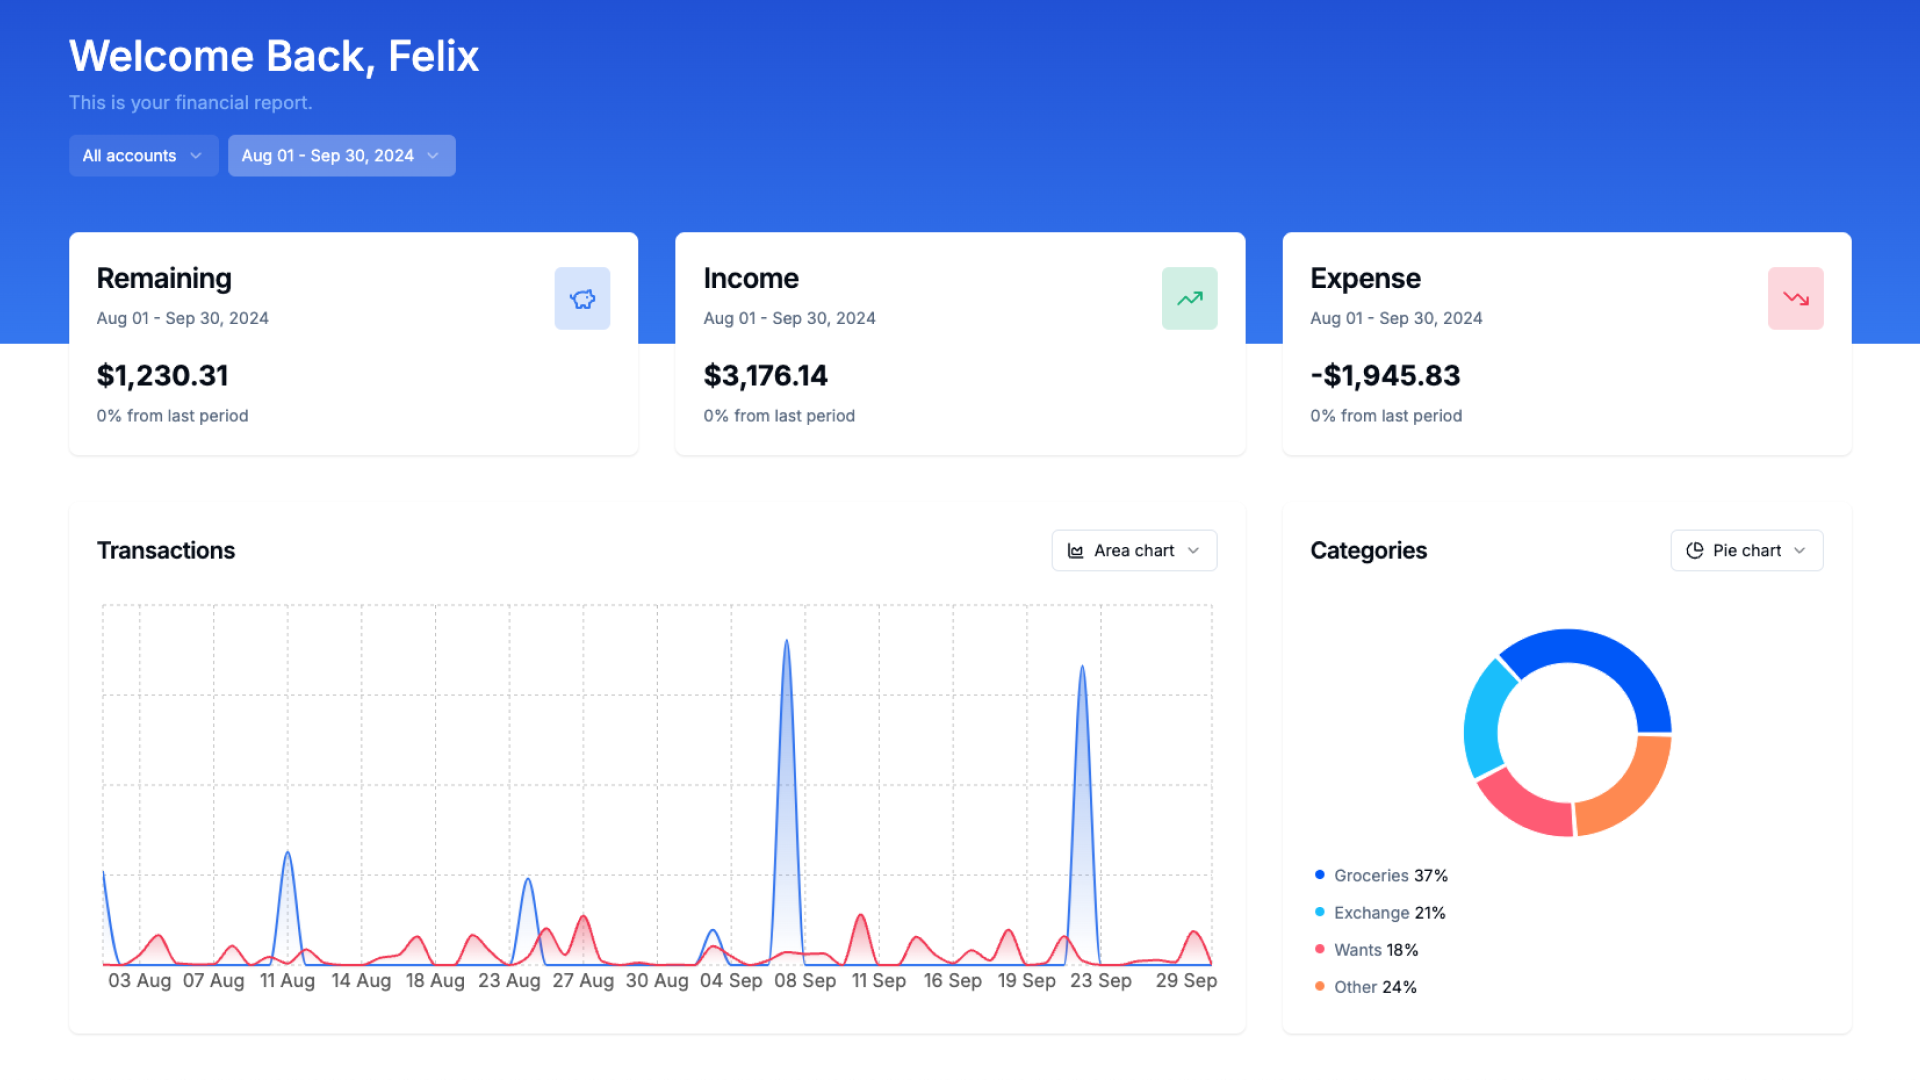 Welcome Back, Felix
This is your financial report.
All accounts
Aug 01 - Sep 30, 2024
Remaining
Aug 01 - Sep 30, 2024
$1,230.31
0% from last period
Income
Aug 01 - Sep 30, 2024
$3,176.14
0% from last period
Expense
Aug 01 - Sep 30, 2024
-$1,945.83
0% from last period
Transactions
Area chart
03 Aug 07 Aug 11 Aug 14 Aug 18 Aug 23 Aug 27 Aug 30 Aug 04 Sep 08 Sep 11 Sep 16 Sep 19 Sep 23 Sep 29 Sep
Categories
Pie chart
Groceries 37%
Exchange 21%
Wants 18%
Other 24%